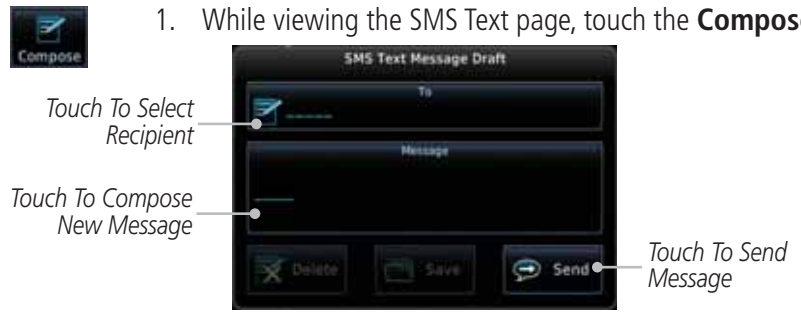 1. While viewing the SMS Text page, touch the Compose
Compose
SMS Text Message Draft
To
Touch To Select
Recipient
-----
Message
Touch To Compose
New Message
Delete
Save
Send
Touch To Send
Message